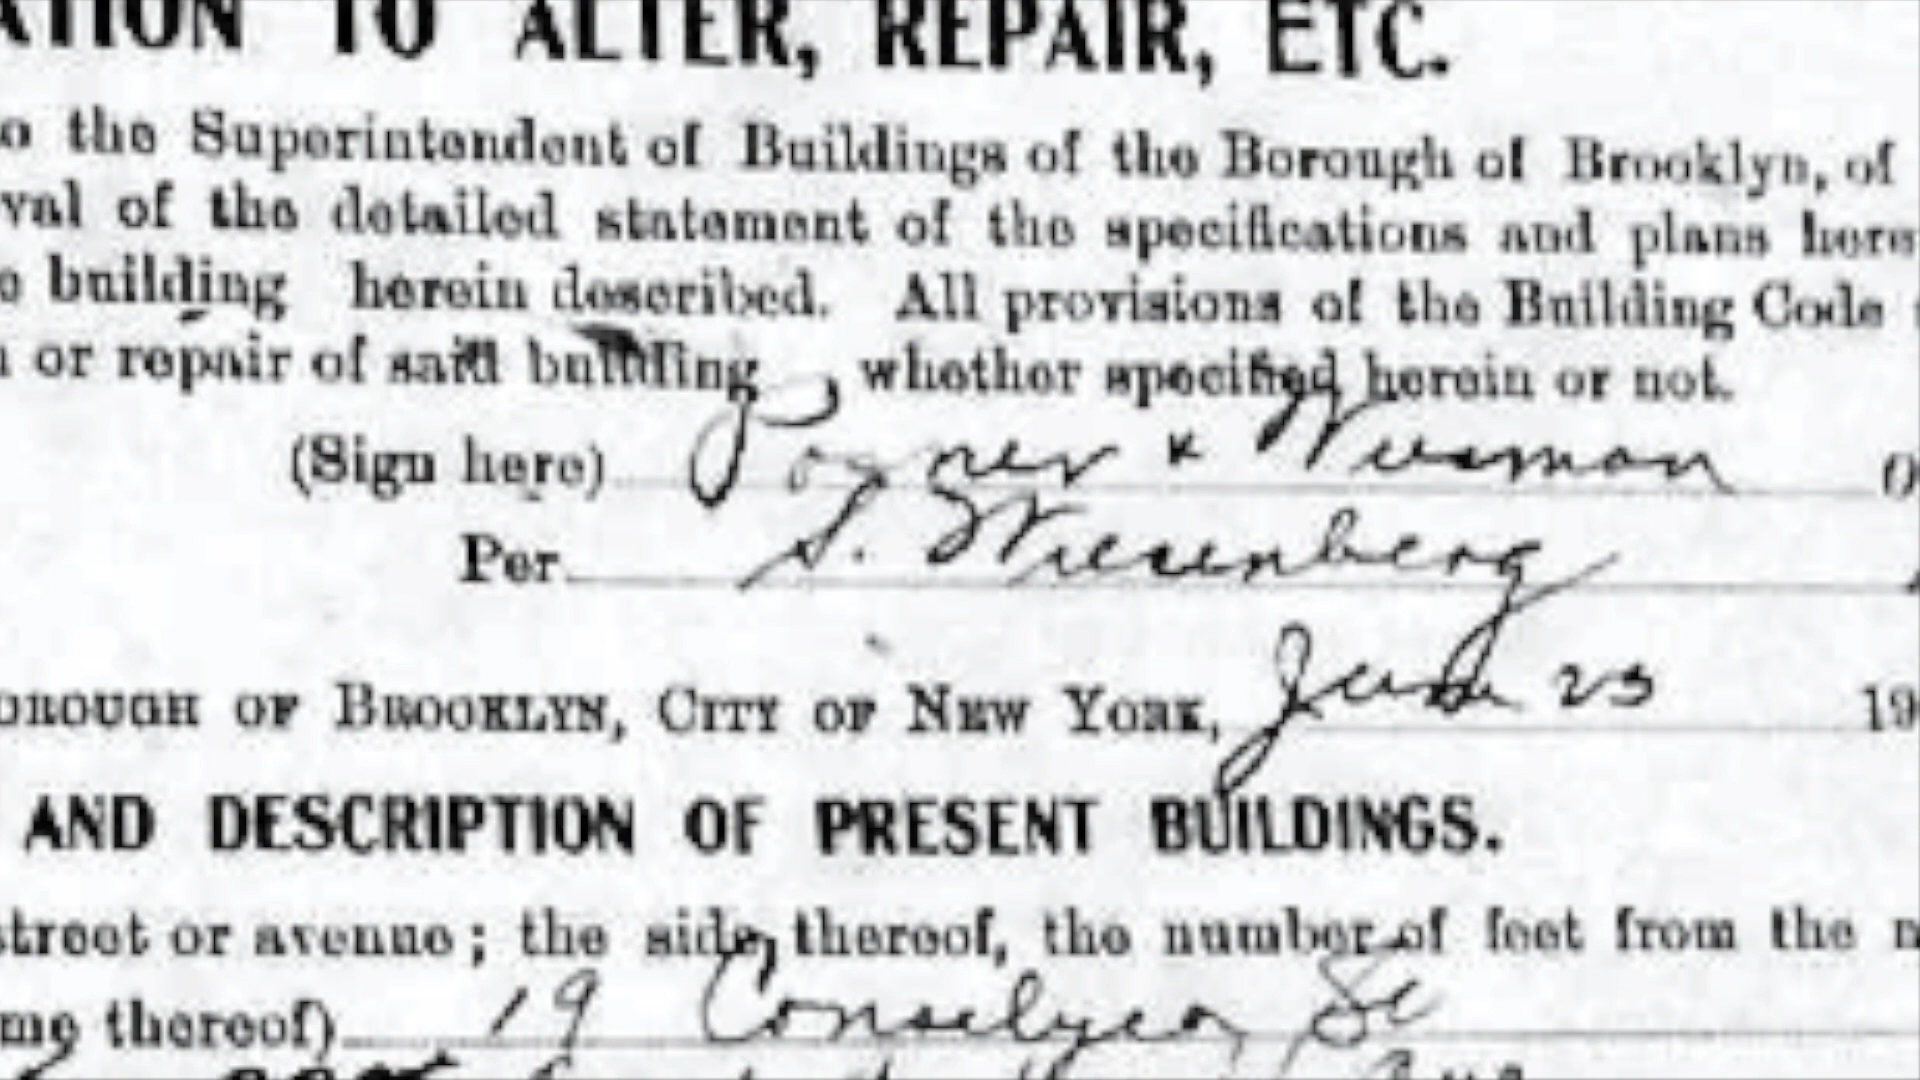 ATION TO ALTER, REPAIR, ETC.
o the Superintendent of Buildings of the Borough of Brooklyn, of
val of the detailed statement of the specifications and plans here
e building herein described. All provisions of the Building Code
n or repair of said building, whether specified herein or not.
(Sign here) &
Per S. Wiesenberg
OROUGH OF BROOKLYN, CITY OF NEW YORK, June 23 19
AND DESCRIPTION OF PRESENT BUILDINGS.
street or avenue; the side thereof, the number of feet from the n
me thereof) 19 Conselyea St